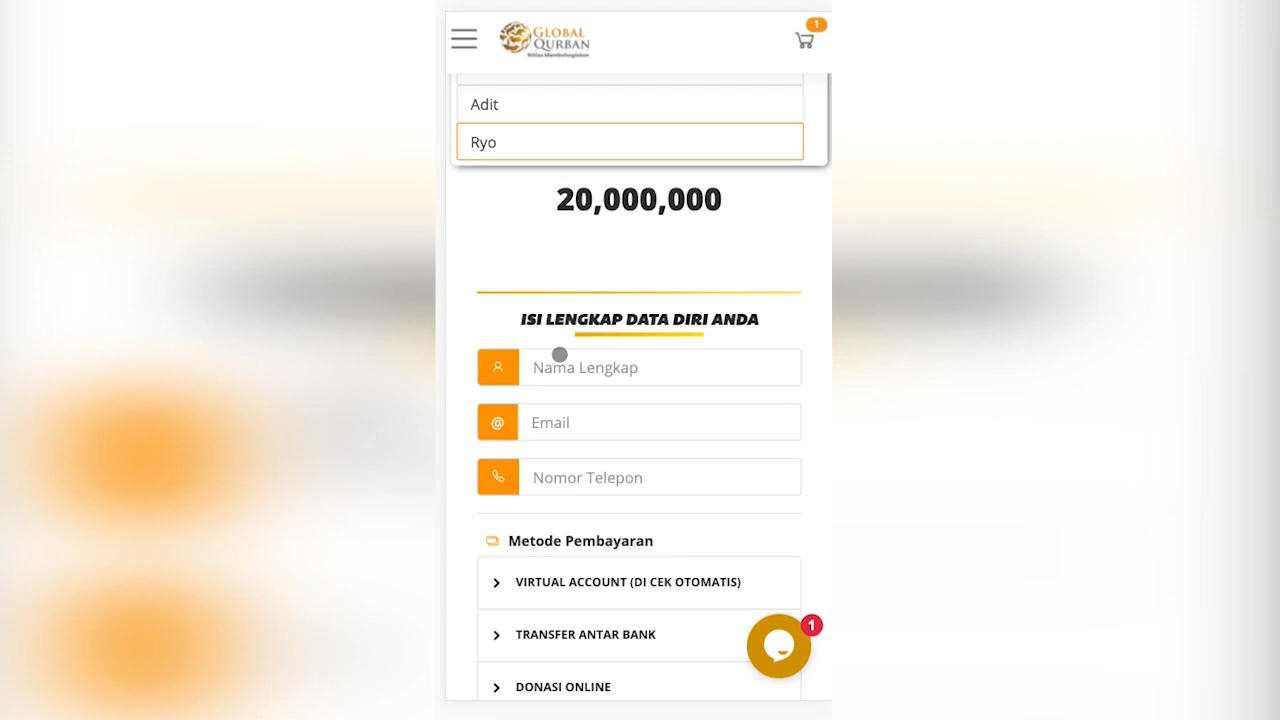 GLOBAL
QURBAN
1
Adit
Ryo
20,000,000
ISI LENGKAP DATA DIRI ANDA
Nama Lengkap
@ Email
Nomor Telepon
Metode Pembayaran
VIRTUAL ACCOUNT (DI CEK OTOMATIS)
TRANSFER ANTAR BANK
1
DONASI ONLINE